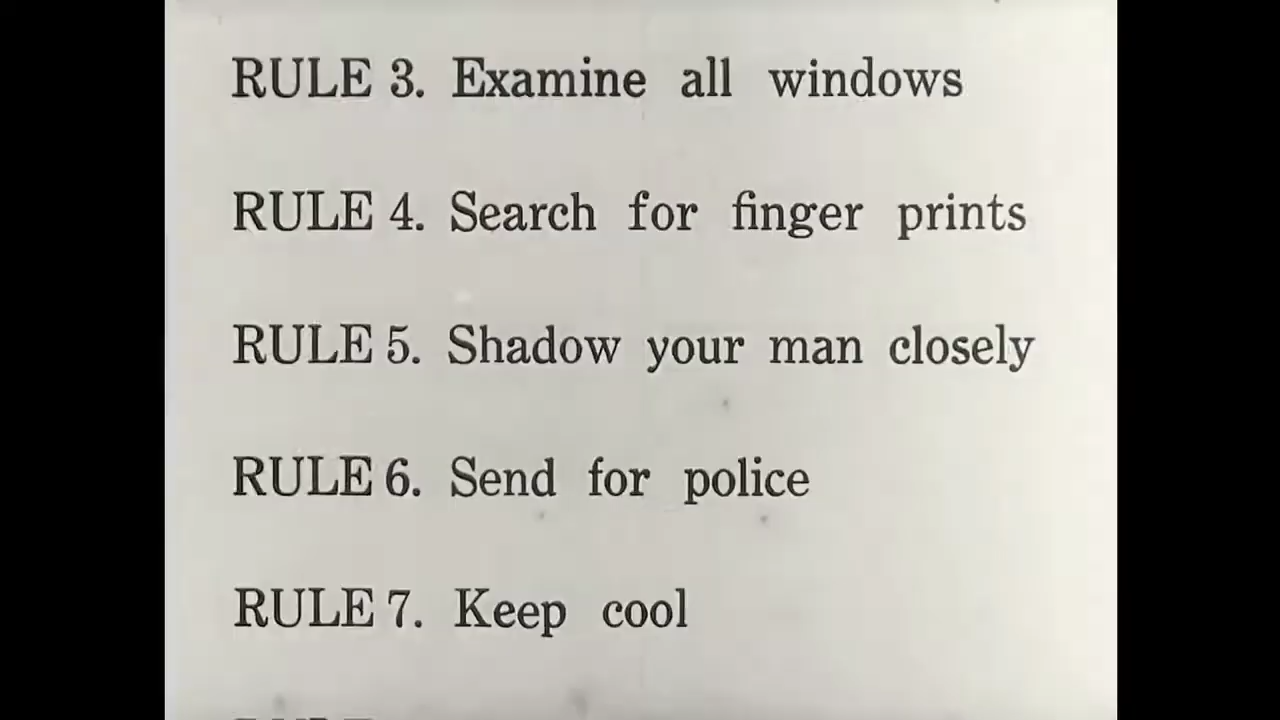 RULE 3. Examine all windows
RULE 4. Search for finger prints
RULE 5. Shadow your man closely
RULE 6. Send for police
RULE 7. Keep cool